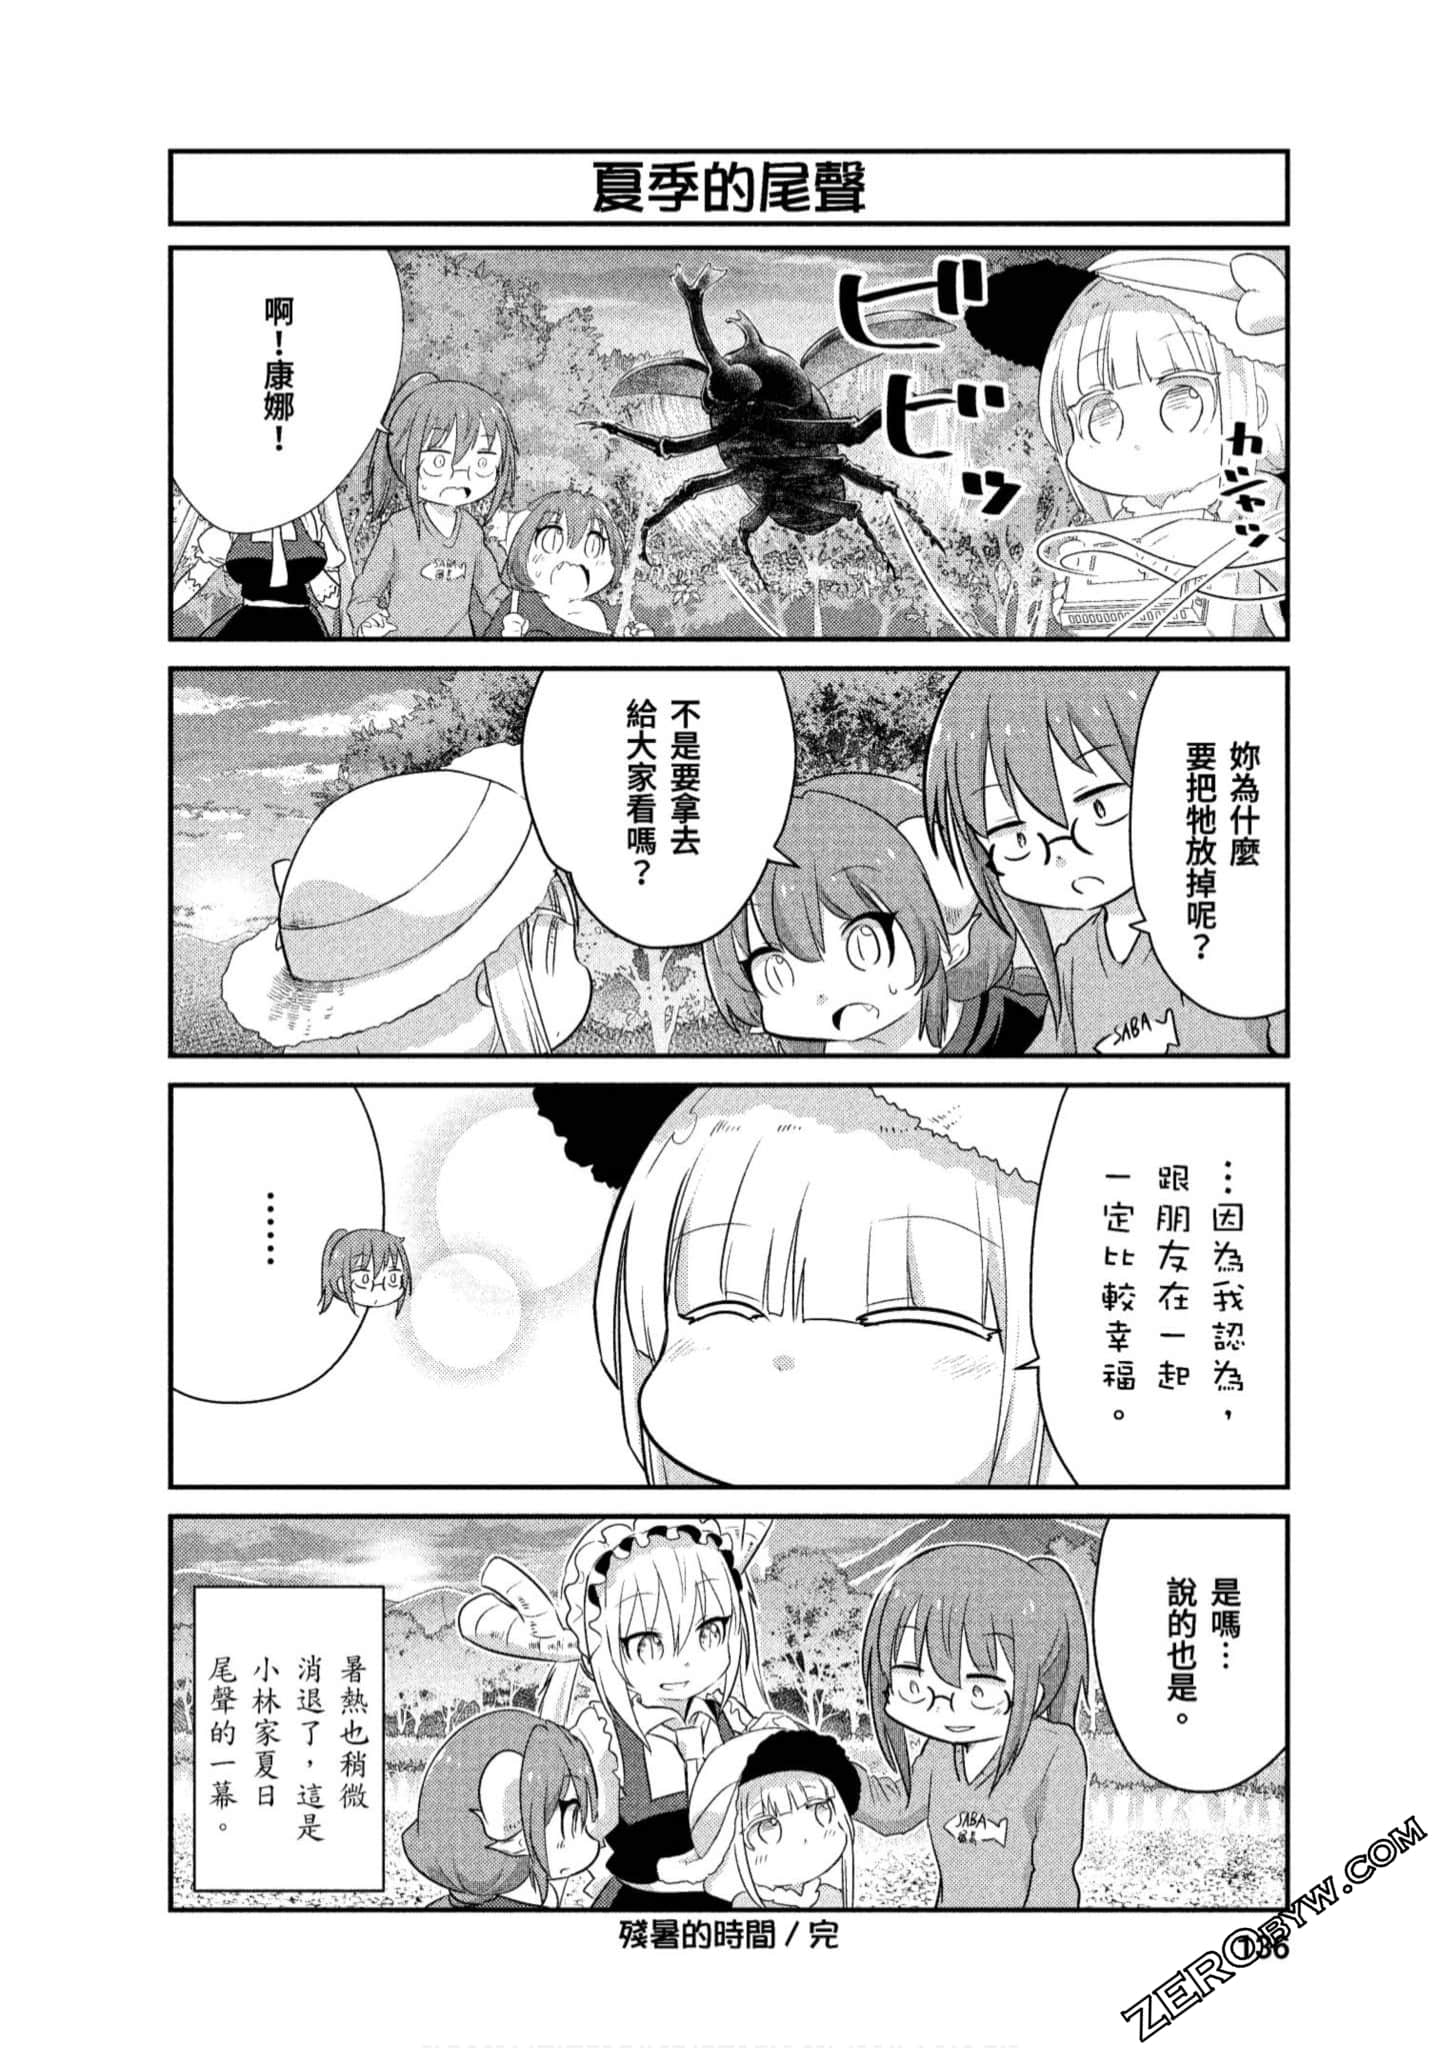 夏季的尾聲
カシャッ
ビビッ
啊！康娜！
妳為什麼
要把牠放掉呢？
不是要拿去
給大家看嗎？
SABA
…因為我認為，
跟朋友在一起
一定比較幸福。
……
是嗎…
說的也是。
暑熱也稍微
消退了，這是
小林家夏日
尾聲的一幕。
SABA
殘暑的時間／完
136
ZEROBYW.COM